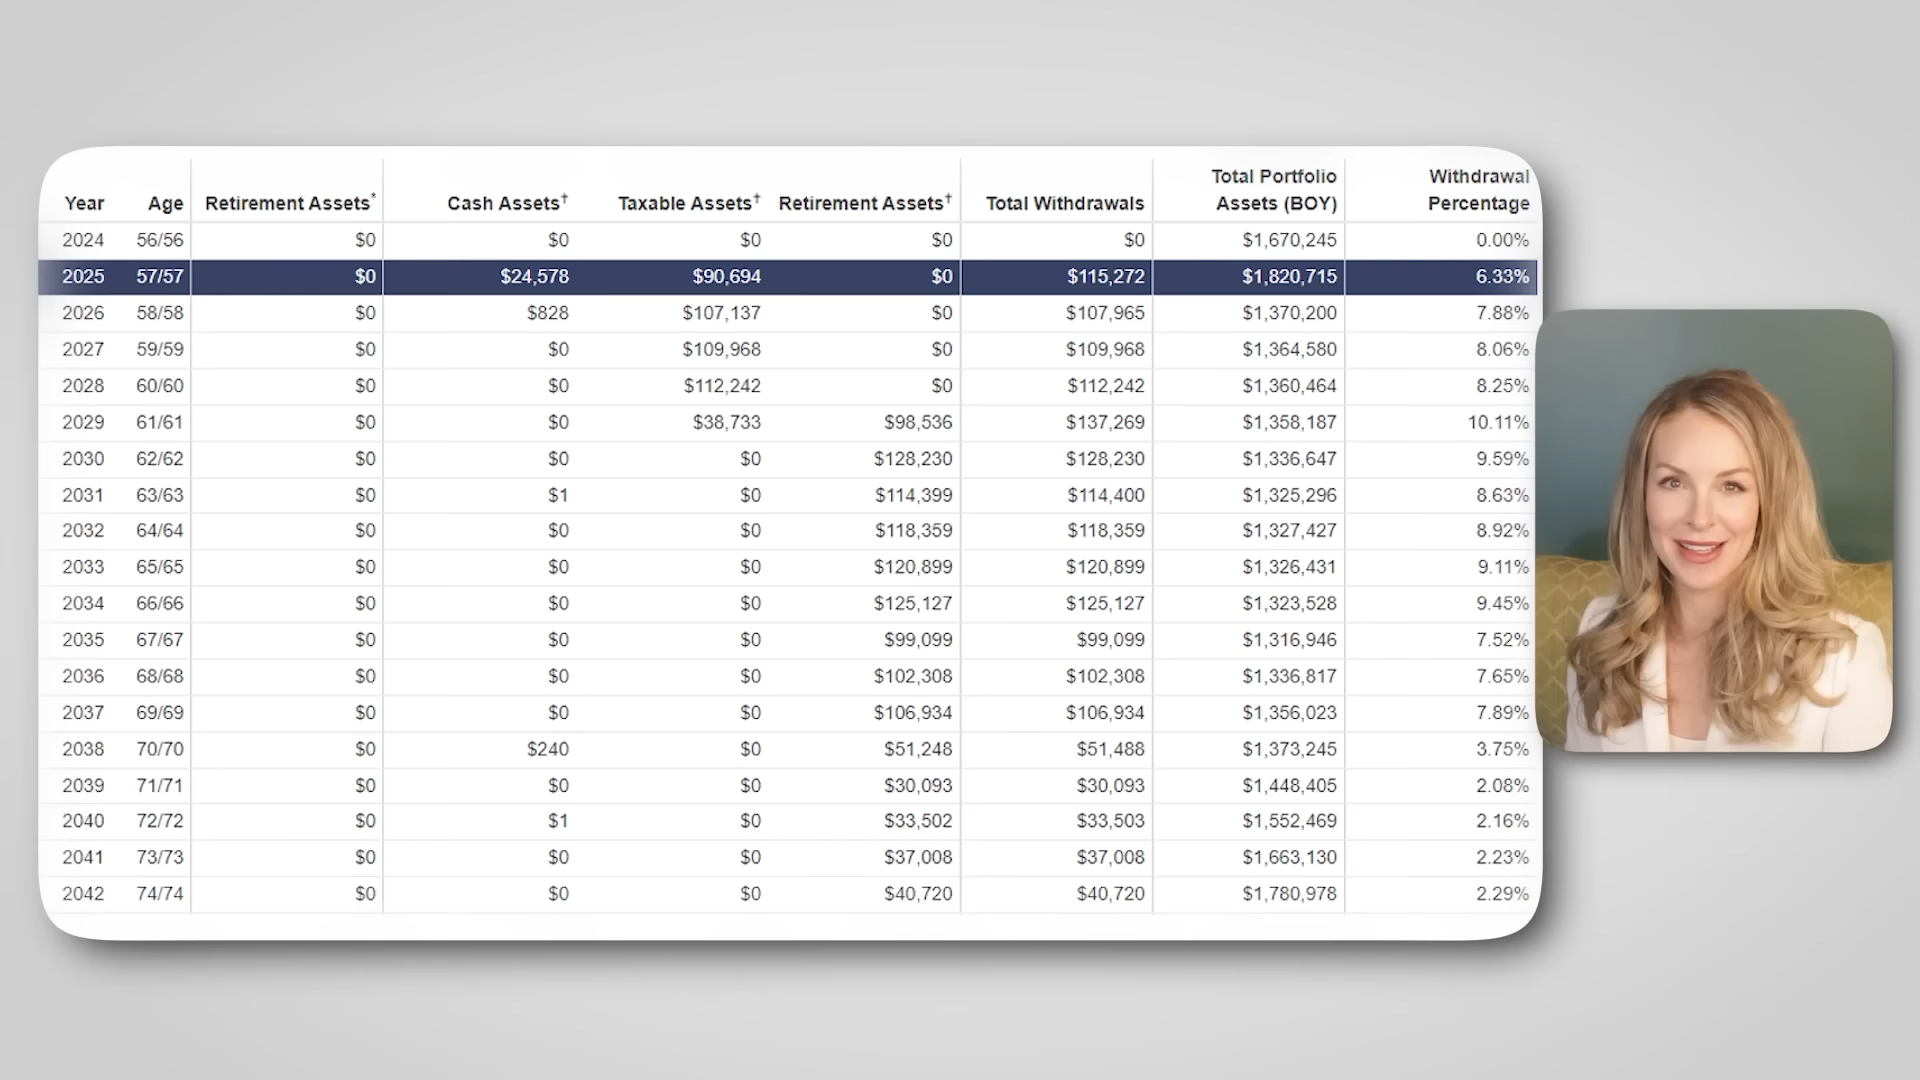 Year Age Retirement Assets* Cash Assets† Taxable Assets† Retirement Assets† Total Withdrawals Total Portfolio Assets (BOY) Withdrawal Percentage
2024 56/56 $0 $0 $0 $0 $0 $1,670,245 0.00%
2025 57/57 $0 $24,578 $90,694 $0 $115,272 $1,820,715 6.33%
2026 58/58 $0 $828 $107,137 $0 $107,965 $1,370,200 7.88%
2027 59/59 $0 $0 $109,968 $0 $109,968 $1,364,580 8.06%
2028 60/60 $0 $0 $112,242 $0 $112,242 $1,360,464 8.25%
2029 61/61 $0 $0 $38,733 $98,536 $137,269 $1,358,187 10.11%
2030 62/62 $0 $0 $0 $128,230 $128,230 $1,336,647 9.59%
2031 63/63 $0 $1 $0 $114,399 $114,400 $1,325,296 8.63%
2032 64/64 $0 $0 $0 $118,359 $118,359 $1,327,427 8.92%
2033 65/65 $0 $0 $0 $120,899 $120,899 $1,326,431 9.11%
2034 66/66 $0 $0 $0 $125,127 $125,127 $1,323,528 9.45%
2035 67/67 $0 $0 $0 $99,099 $99,099 $1,316,946 7.52%
2036 68/68 $0 $0 $0 $102,308 $102,308 $1,336,817 7.65%
2037 69/69 $0 $0 $0 $106,934 $106,934 $1,356,023 7.89%
2038 70/70 $0 $240 $0 $51,248 $51,488 $1,373,245 3.75%
2039 71/71 $0 $0 $0 $30,093 $30,093 $1,448,405 2.08%
2040 72/72 $0 $1 $0 $33,502 $33,503 $1,552,469 2.16%
2041 73/73 $0 $0 $0 $37,008 $37,008 $1,663,130 2.23%
2042 74/74 $0 $0 $0 $40,720 $40,720 $1,780,978 2.29%